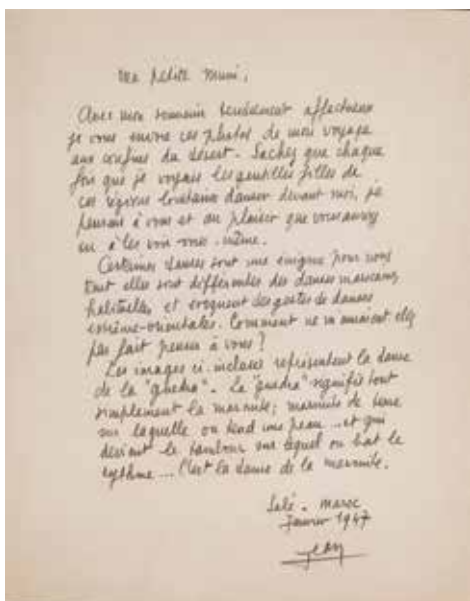 Ma petite Muni,
Avec mon souvenir affectueux
je vous envoie ces photos de mon voyage
aux confins du désert. Sachez que chaque
fois que je voyais les gentilles filles de
ces régions lointaines danser devant moi, je
pensais à vous et au plaisir que vous auriez
eu à les voir vous-même.
Certaines danses sont une énigme pour nous
tant elles sont différentes des danses marocaines
habituelles, et évoquent des gestes de danses
extrême-orientales. Comment ne m'auraient elles
pas fait penser à vous ?
Les images ci-incluses représentent la danse
de la "guedra". La "guedra" signifie tout
simplement la marmite; marmite de terre
sur laquelle on tend une peau... et qui
devient le tambour sur lequel on bat le
rythme... C'est la danse de la marmite.
Salé - Maroc
Janvier 1947
Jean